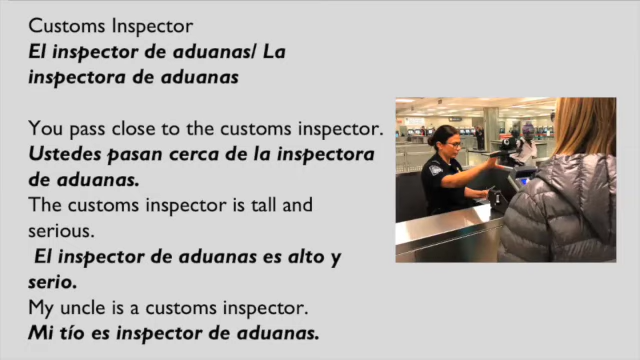 Customs Inspector
El inspector de aduanas/ La
inspectora de aduanas
You pass close to the customs inspector.
Ustedes pasan cerca de la inspectora
de aduanas.
The customs inspector is tall and
serious.
El inspector de aduanas es alto y
serio.
My uncle is a customs inspector.
Mi tío es inspector de aduanas.